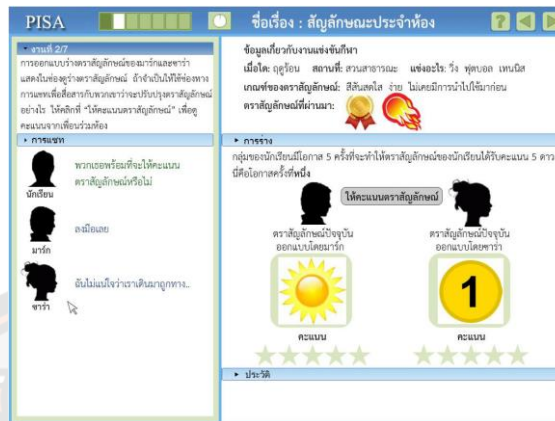 PISA
ชื่อเรื่อง : สัญลักษณะประจำห้อง
?
งานที่ 2/7
การออกแบบร่างตราสัญลักษณ์ของมาร์กและซาร่า
แสดงในช่องดูร่างตราสัญลักษณ์ ถ้าจำเป็นให้ใช้ช่องทาง
การแชทเพื่อสื่อสารกับพวกเขาว่าจะปรับปรุงตราสัญลักษณ์
อย่างไร ให้คลิกที่ "ให้คะแนนตราสัญลักษณ์" เพื่อดู
คะแนนจากเพื่อนร่วมห้อง
การแชท
พวกเธอพร้อมที่จะให้คะแนน
ตราสัญลักษณ์หรือไม่
นักเรียน
ลงมือเลย
มาร์ก
ฉันไม่แน่ใจว่าเราเดินมาถูกทาง..
ซาร่า
ข้อมูลเกี่ยวกับงานแข่งขันกีฬา
เมื่อใด: ฤดูร้อน สถานที่: สวนสาธารณะ แข่งอะไร: วิ่ง ฟุตบอล เทนนิส
เกณฑ์ของตราสัญลักษณ์: สีสันสดใส ง่าย ไม่เคยมีการนำไปใช้มาก่อน
ตราสัญลักษณ์ที่ผ่านมา:
การร่าง
กลุ่มของนักเรียนมีโอกาส 5 ครั้งที่จะทำให้ตราสัญลักษณ์ของนักเรียนได้รับคะแนน 5 ดาว
นี่คือโอกาสครั้งที่หนึ่ง
ให้คะแนนตราสัญลักษณ์
ตราสัญลักษณ์ปัจจุบัน
ออกแบบโดยมาร์ก
ตราสัญลักษณ์ปัจจุบัน
ออกแบบโดยซาร่า
1
คะแนน
คะแนน
ประวัติ